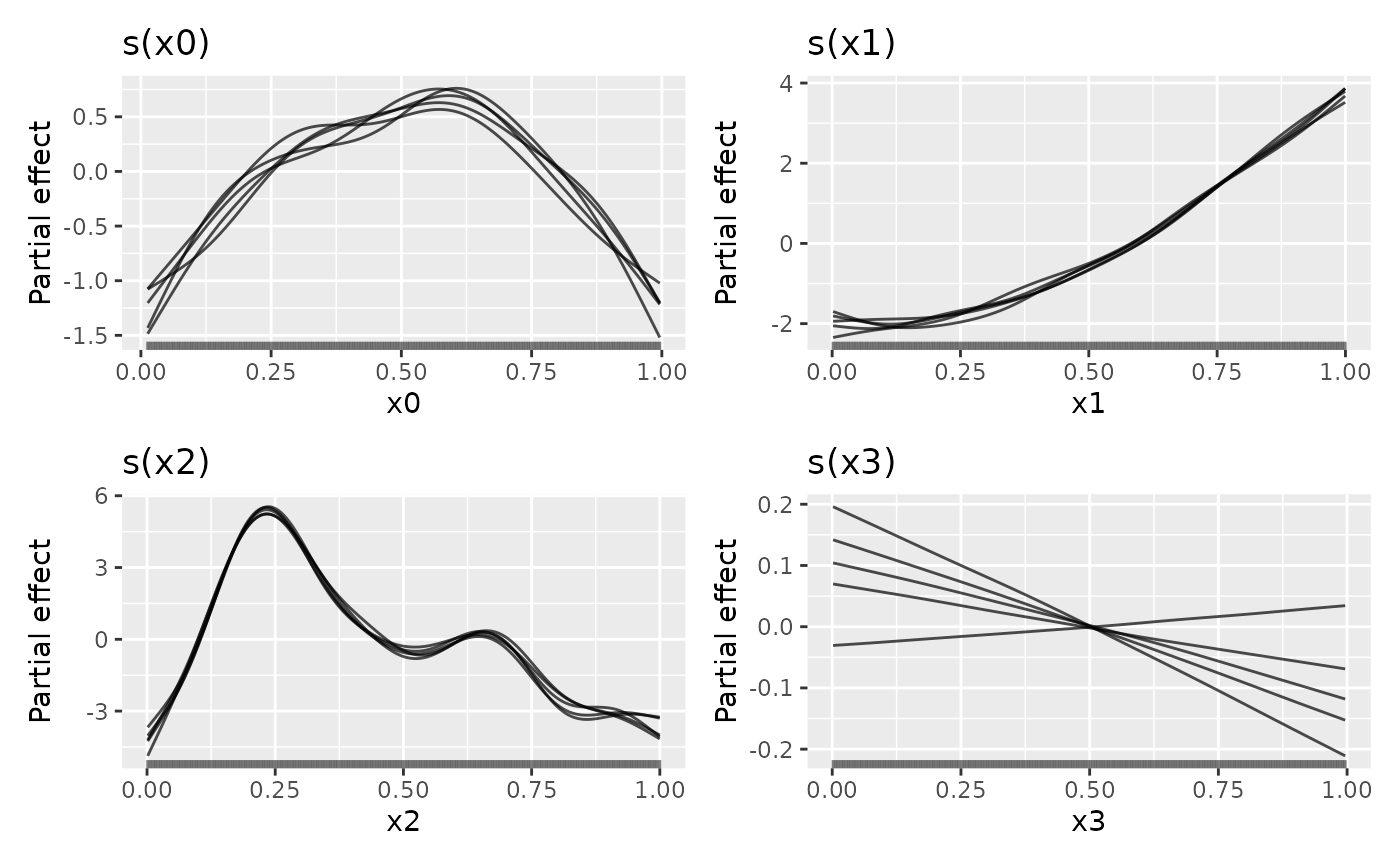 s(x0)
Partial effect
0.5
0.0
-0.5
-1.0
-1.5
0.00 0.25 0.50 0.75 1.00
x0
s(x1)
Partial effect
4
2
0
-2
0.00 0.25 0.50 0.75 1.00
x1
s(x2)
Partial effect
6
3
0
-3
0.00 0.25 0.50 0.75 1.00
x2
s(x3)
Partial effect
0.2
0.1
0.0
-0.1
-0.2
0.00 0.25 0.50 0.75 1.00
x3